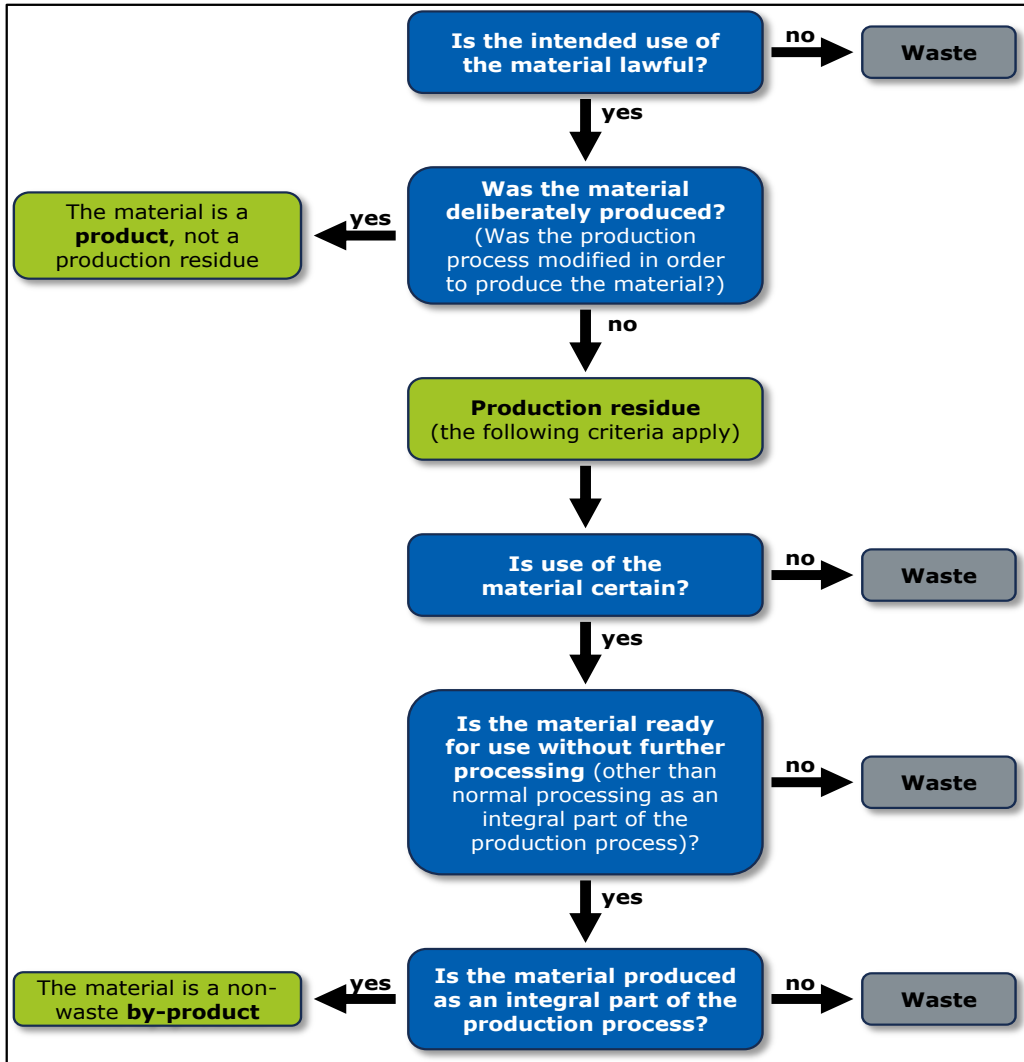 Is the intended use of
the material lawful?
no
Waste
yes
Was the material
deliberately produced?
(Was the production
process modified in order
to produce the material?)
yes
The material is a
product, not a
production residue
no
Production residue
(the following criteria apply)
Is use of the
material certain?
no
Waste
yes
Is the material ready
for use without further
processing (other than
normal processing as an
integral part of the
production process)?
no
Waste
yes
Is the material produced
as an integral part of the
production process?
yes
The material is a non-
waste by-product
no
Waste